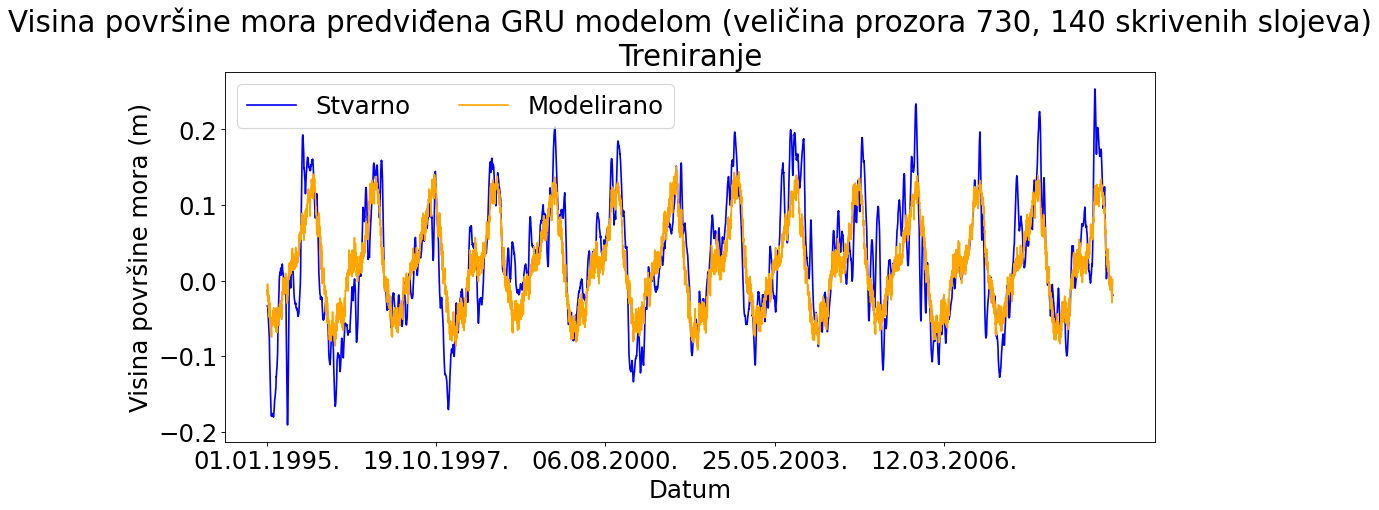 Visina površine mora predviđena GRU modelom (veličina prozora 730, 140 skrivenih slojeva)
Treniranje
Stvarno
Modelirano
Visina površine mora (m)
0.2
0.1
0.0
−0.1
−0.2
01.01.1995.
19.10.1997.
06.08.2000.
25.05.2003.
12.03.2006.
Datum